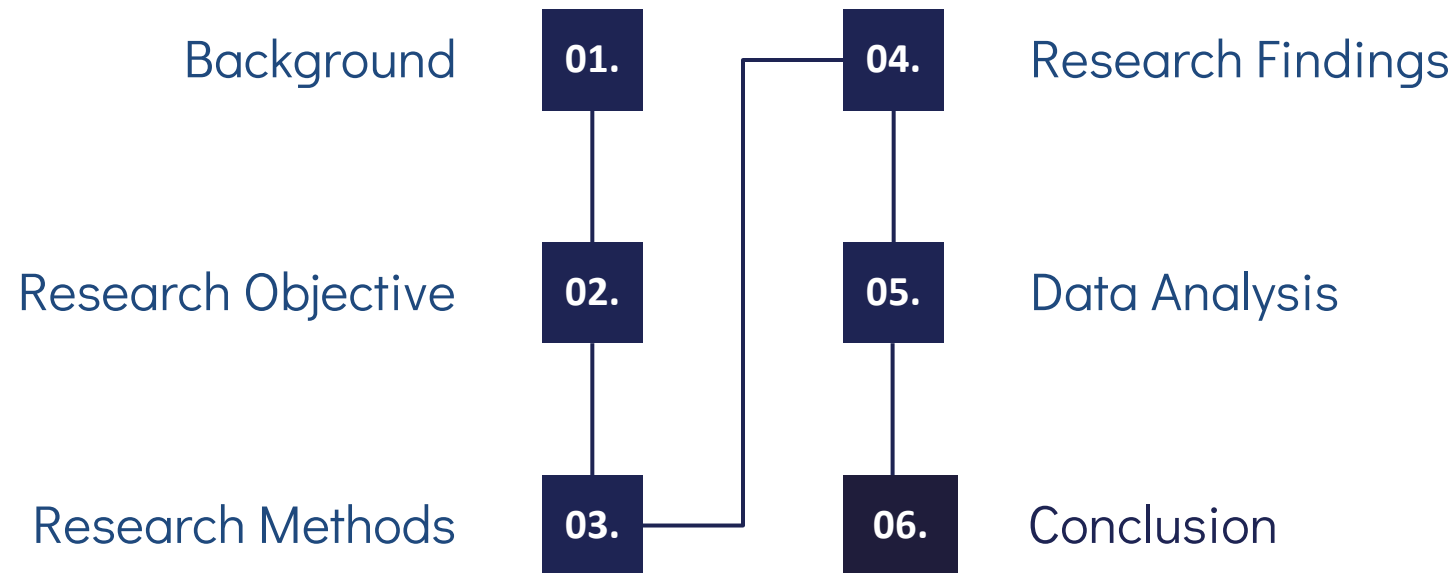 Background
01.
Research Objective
02.
Research Methods
03.
04.
Research Findings
05.
Data Analysis
06.
Conclusion